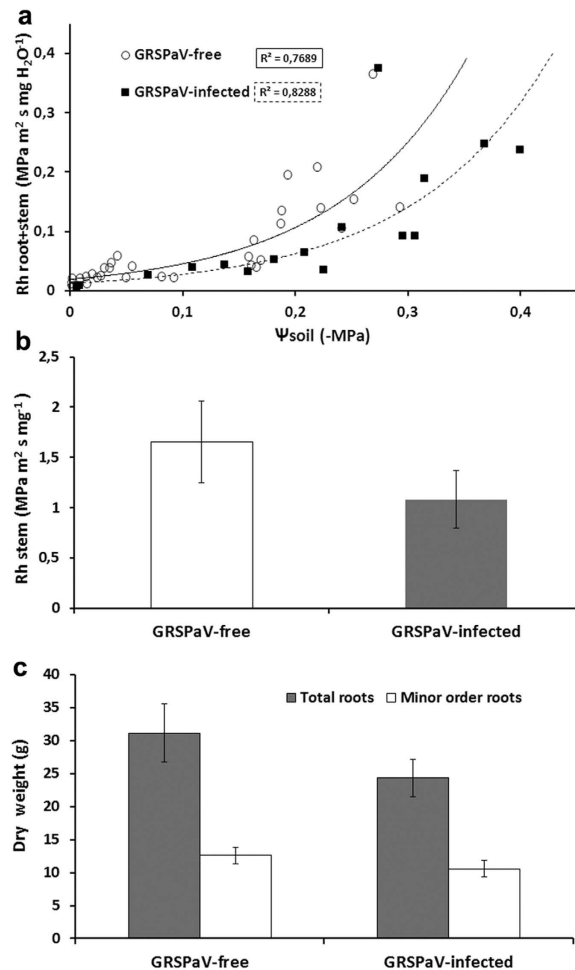 a
Rh root+stem (MPa m² s mg H₂O⁻¹)
0,4
0,3
0,2
0,1
0
GRSPaV-free
R² = 0,7689
GRSPaV-infected
R² = 0,8288
0 0,1 0,2 0,3 0,4
Ψsoil (-MPa)
b
Rh stem (MPa m² s mg⁻¹)
2,5
2
1,5
1
0,5
0
GRSPaV-free GRSPaV-infected
c
Dry weight (g)
40
35
30
25
20
15
10
5
0
Total roots Minor order roots
GRSPaV-free GRSPaV-infected